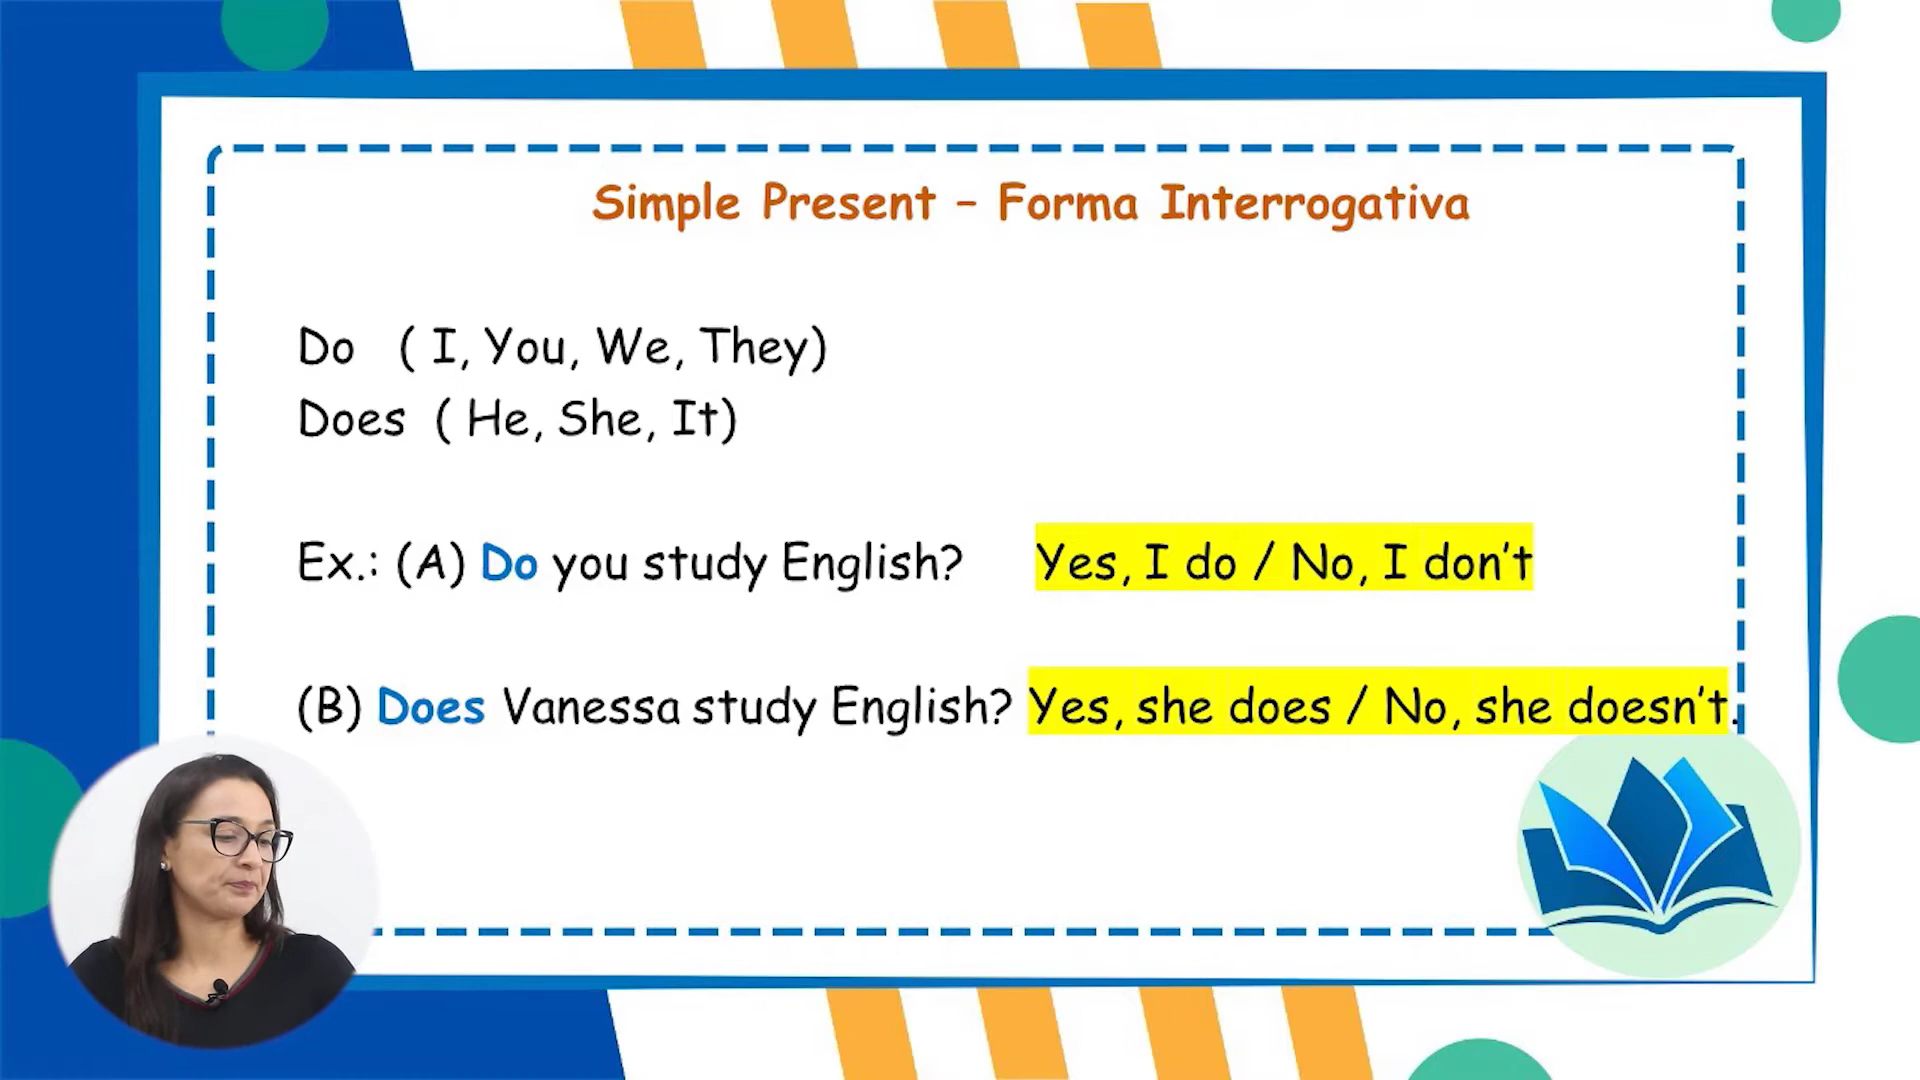 Simple Present – Forma Interrogativa
Do ( I, You, We, They)
Does ( He, She, It)
Ex.: (A) Do you study English? Yes, I do / No, I don’t
(B) Does Vanessa study English? Yes, she does / No, she doesn’t.